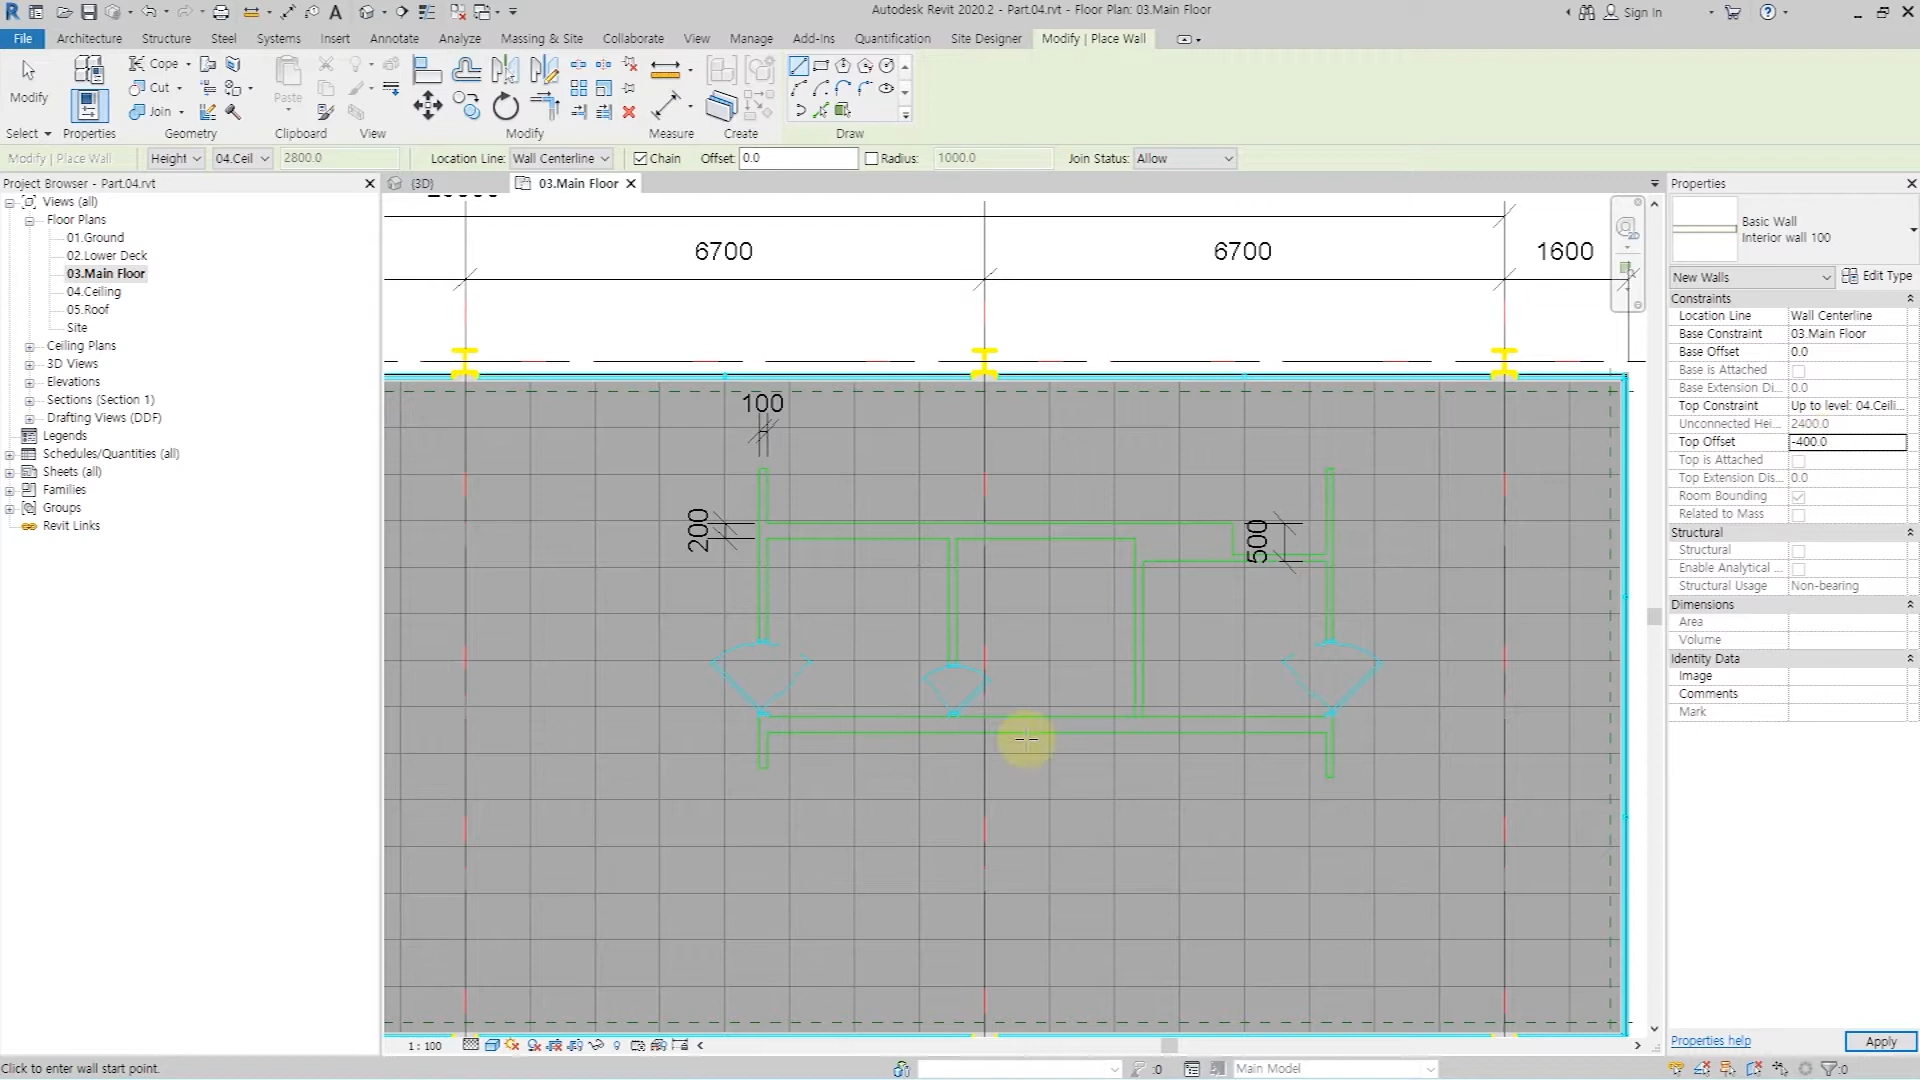 Autodesk Revit 2020.2 - Part.04.rvt - Floor Plan: 03.Main Floor
Sign In
File
Architecture
Structure
Steel
Systems
Insert
Annotate
Analyze
Massing & Site
Collaborate
View
Manage
Add-Ins
Quantification
Site Designer
Modify | Place Wall
Modify
Cope
Cut
Join
Paste
Select
Properties
Geometry
Clipboard
View
Modify
Measure
Create
Draw
Modify | Place Wall
Height
04.Ceil
2800.0
Location Line:
Wall Centerline
Chain
Offset:
0.0
Radius:
1000.0
Join Status:
Allow
Project Browser - Part.04.rvt
Views (all)
Floor Plans
01.Ground
02.Lower Deck
03.Main Floor
04.Ceiling
05.Roof
Site
Ceiling Plans
3D Views
Elevations
Sections (Section 1)
Drafting Views (DDF)
Legends
Schedules/Quantities (all)
Sheets (all)
Families
Groups
Revit Links
(3D)
03.Main Floor
6700
6700
1600
100
200
500
2D
1 : 100
Properties
Basic Wall
Interior wall 100
New Walls
Edit Type
Constraints
Location Line
Wall Centerline
Base Constraint
03.Main Floor
Base Offset
0.0
Base is Attached
Base Extension Di...
0.0
Top Constraint
Up to level: 04.Ceili...
Unconnected Hei...
2400.0
Top Offset
-400.0
Top is Attached
Top Extension Dis...
0.0
Room Bounding
Related to Mass
Structural
Structural
Enable Analytical ...
Structural Usage
Non-bearing
Dimensions
Area
Volume
Identity Data
Image
Comments
Mark
Properties help
Apply
Click to enter wall start point.
:0
Main Model
:0